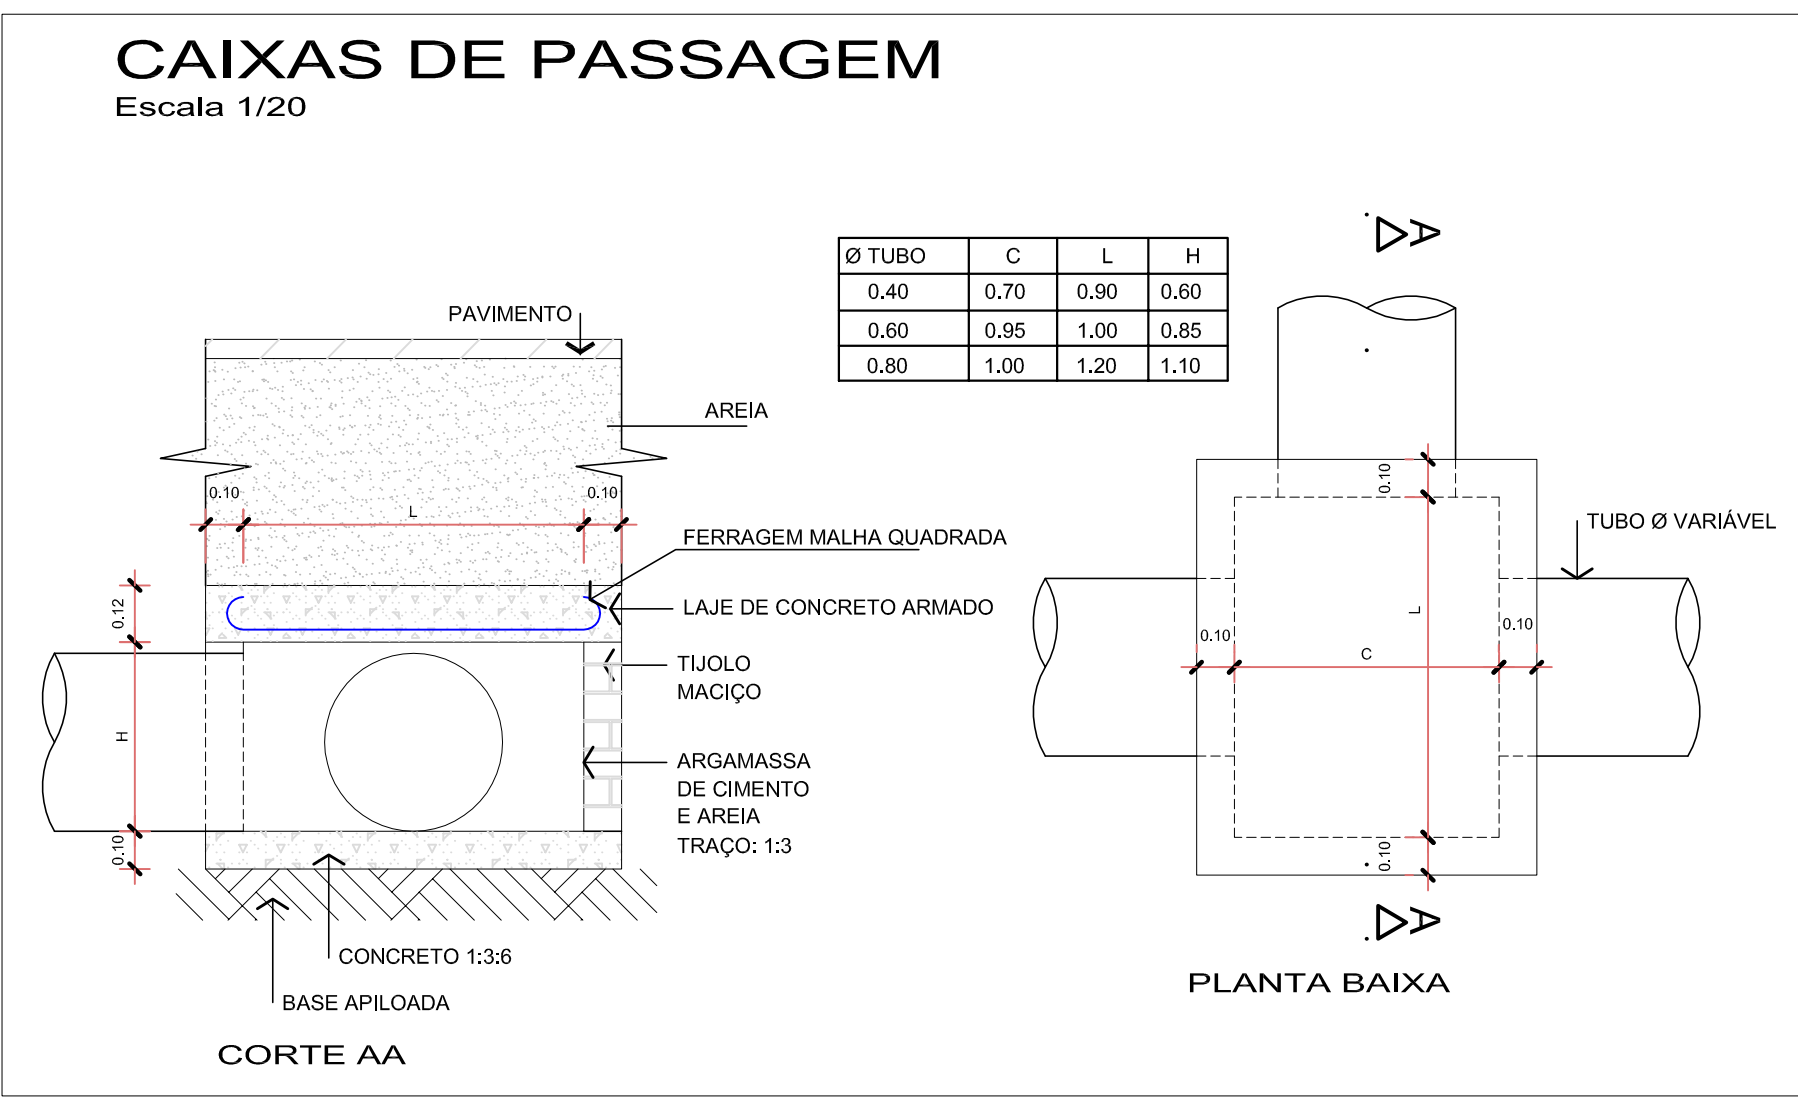 CAIXAS DE PASSAGEM
Escala 1/20
Ø TUBO C L H
0.40 0.70 0.90 0.60
0.60 0.95 1.00 0.85
0.80 1.00 1.20 1.10
PAVIMENTO
AREIA
0.10 L 0.10
FERRAGEM MALHA QUADRADA
LAJE DE CONCRETO ARMADO
0.12
TIJOLO
MACIÇO
H
ARGAMASSA
DE CIMENTO
E AREIA
TRAÇO: 1:3
0.10
CONCRETO 1:3:6
BASE APILOADA
CORTE AA
A
0.10
TUBO Ø VARIÁVEL
L
0.10 C 0.10
0.10
A
PLANTA BAIXA